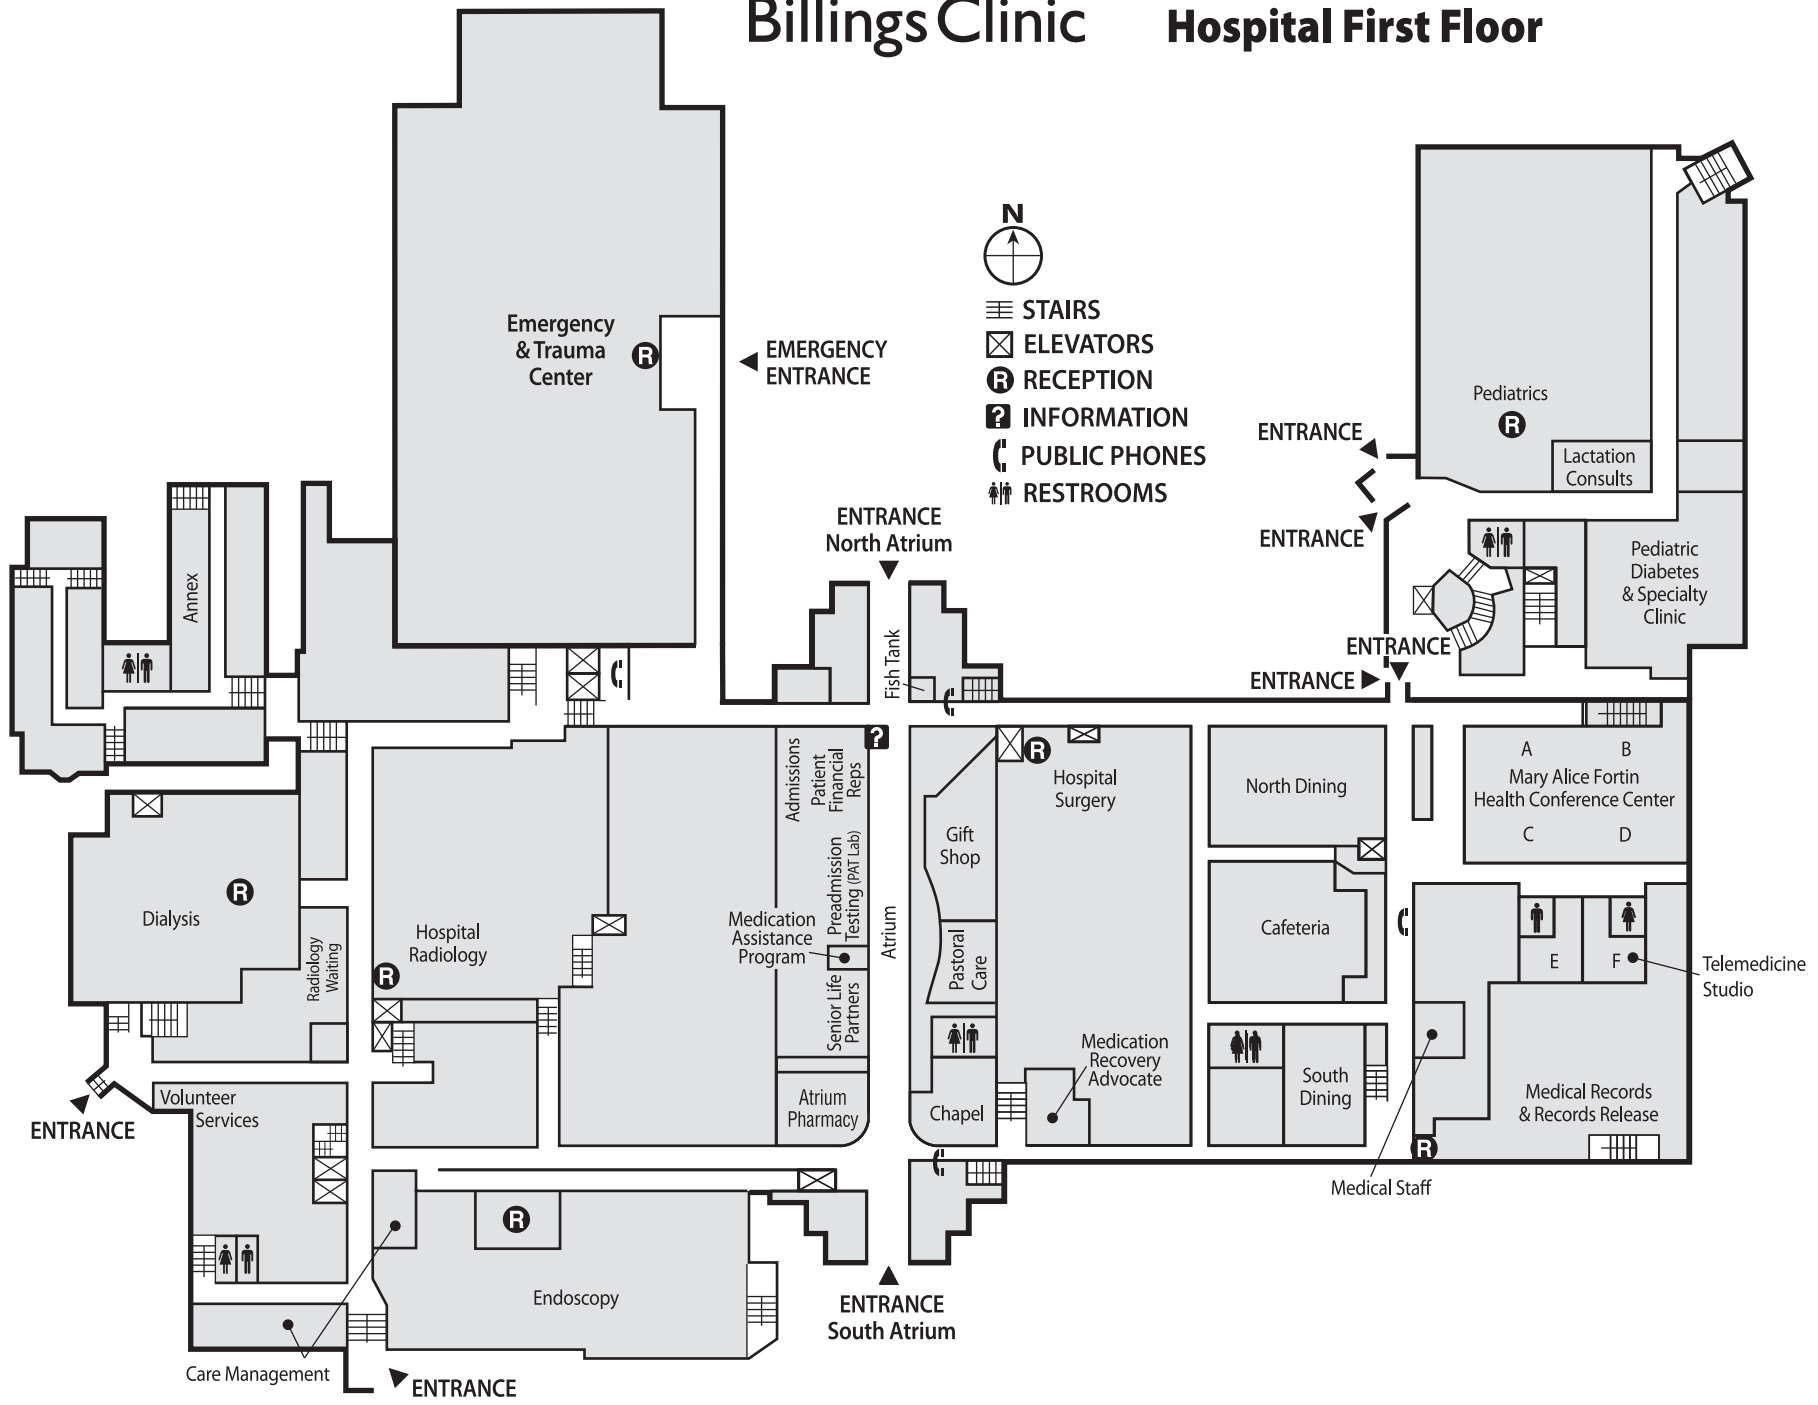 Billings Clinic
Hospital First Floor
N
STAIRS
ELEVATORS
R RECEPTION
? INFORMATION
PUBLIC PHONES
RESTROOMS
Emergency
& Trauma
Center
R
EMERGENCY
ENTRANCE
Pediatrics
R
Lactation
Consults
ENTRANCE
ENTRANCE
ENTRANCE
ENTRANCE
Pediatric
Diabetes
& Specialty
Clinic
ENTRANCE
North Atrium
Fish Tank
Annex
?
Admissions
Patient
Financial
Reps
Preadmission
Testing (PAT Lab)
Medication
Assistance
Program
Senior Life
Partners
Atrium
Pharmacy
Atrium
Gift
Shop
Pastoral
Care
Chapel
R
Hospital
Surgery
Medication
Recovery
Advocate
North Dining
Cafeteria
South
Dining
A
B
Mary Alice Fortin
Health Conference Center
C
D
E
F
Telemedicine
Studio
Medical Records
& Records Release
R
Medical Staff
Dialysis
R
Radiology
Waiting
Hospital
Radiology
R
Volunteer
Services
ENTRANCE
R
Endoscopy
Care Management
ENTRANCE
ENTRANCE
South Atrium